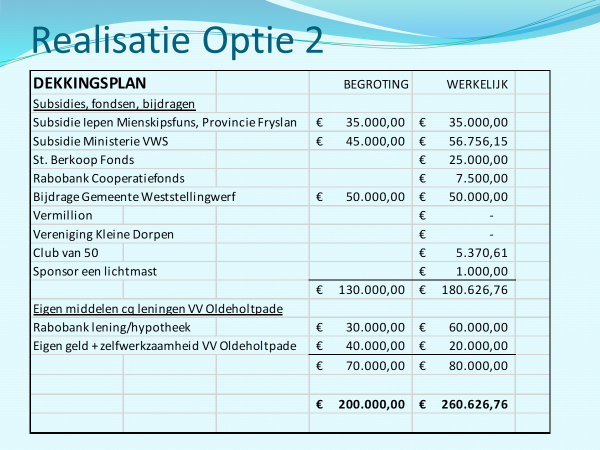 Realisatie Optie 2
DEKKINGSPLAN BEGROTING WERKELIJK
Subsidies, fondsen, bijdragen
Subsidie Iepen Mienskipsfuns, Provincie Fryslan € 35.000,00 € 35.000,00
Subsidie Ministerie VWS € 45.000,00 € 56.756,15
St. Berkoop Fonds € 25.000,00
Rabobank Cooperatiefonds € 7.500,00
Bijdrage Gemeente Weststellingwerf € 50.000,00 € 50.000,00
Vermillion € -
Vereniging Kleine Dorpen € -
Club van 50 € 5.370,61
Sponsor een lichtmast € 1.000,00
€ 130.000,00 € 180.626,76
Eigen middelen cq leningen VV Oldeholtpade
Rabobank lening/hypotheek € 30.000,00 € 60.000,00
Eigen geld + zelfwerkzaamheid VV Oldeholtpade € 40.000,00 € 20.000,00
€ 70.000,00 € 80.000,00
€ 200.000,00 € 260.626,76